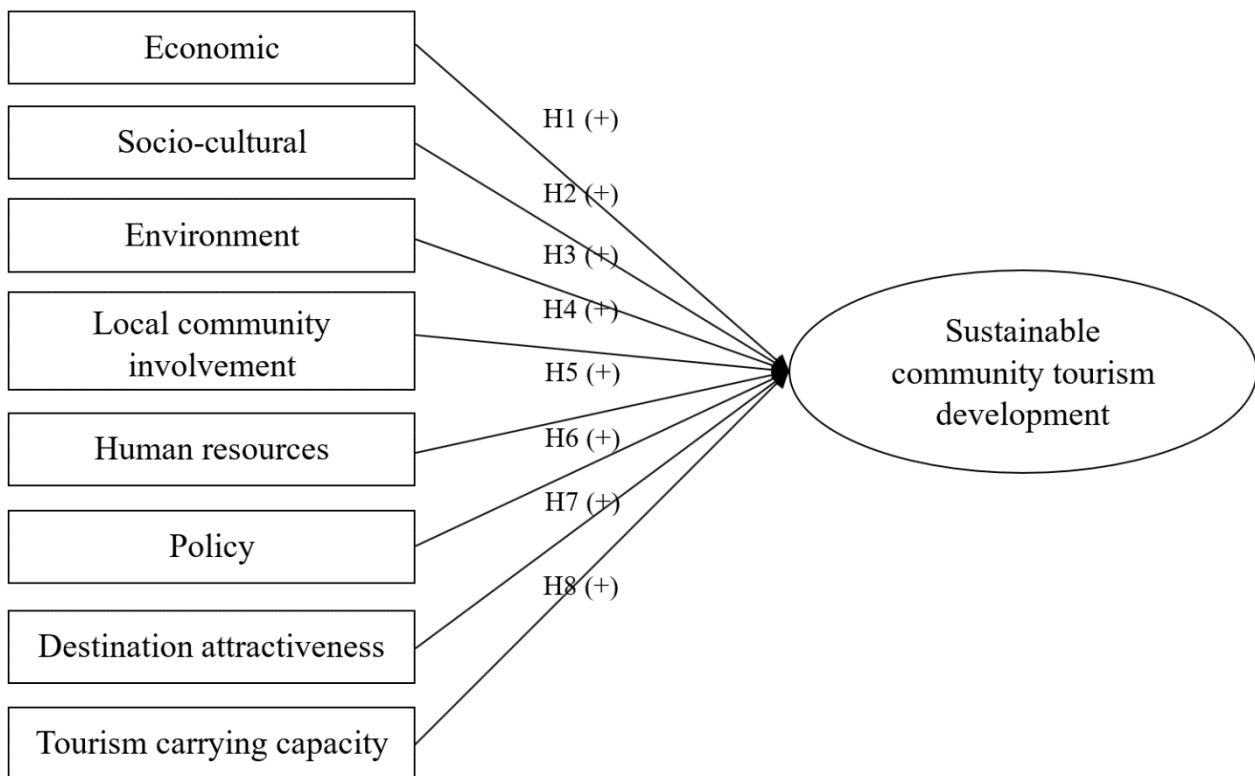 Economic
Socio-cultural
Environment
Local community
involvement
Human resources
Policy
Destination attractiveness
Tourism carrying capacity
H1 (+)
H2 (+)
H3 (+)
H4 (+)
H5 (+)
H6 (+)
H7 (+)
H8 (+)
Sustainable
community tourism
development